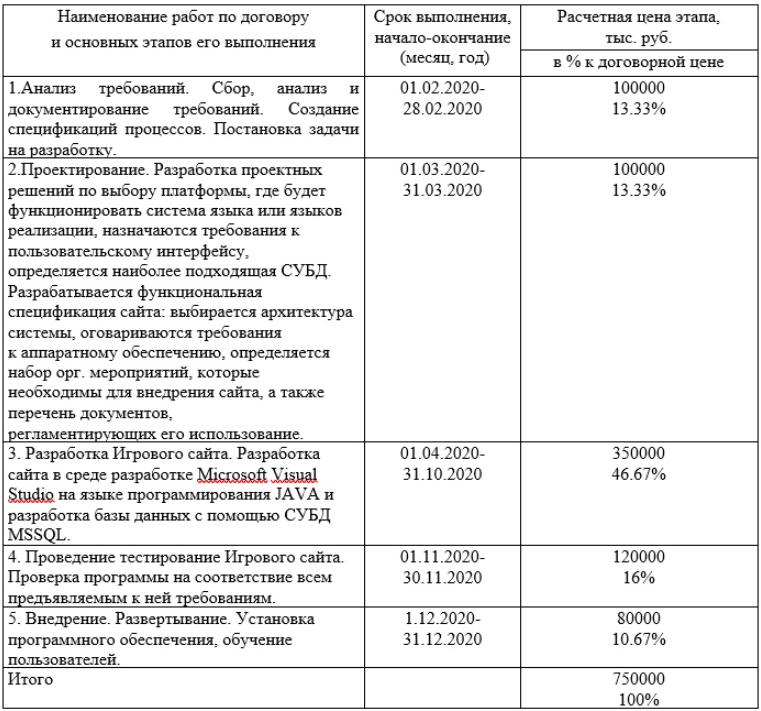 Наименование работ по договору
и основных этапов его выполнения
Срок выполнения,
начало-окончание
(месяц, год)
Расчетная цена этапа,
тыс. руб.
в % к договорной цене
1.Анализ требований. Сбор, анализ и
документирование требований. Создание
спецификаций процессов. Постановка задачи
на разработку.
01.02.2020-
28.02.2020
100000
13.33%
2.Проектирование. Разработка проектных
решений по выбору платформы, где будет
функционировать система языка или языков
реализации, назначаются требования к
пользовательскому интерфейсу,
определяется наиболее подходящая СУБД.
Разрабатывается функциональная
спецификация сайта: выбирается архитектура
системы, оговариваются требования
к аппаратному обеспечению, определяется
набор орг. мероприятий, которые
необходимы для внедрения сайта, а также
перечень документов,
регламентирующих его использование.
01.03.2020-
31.03.2020
100000
13.33%
3. Разработка Игрового сайта. Разработка
сайта в среде разработке Microsoft Visual
Studio на языке программирования JAVA и
разработка базы данных с помощью СУБД
MSSQL.
01.04.2020-
31.10.2020
350000
46.67%
4. Проведение тестирование Игрового сайта.
Проверка программы на соответствие всем
предъявляемым к ней требованиям.
01.11.2020-
30.11.2020
120000
16%
5. Внедрение. Развертывание. Установка
программного обеспечения, обучение
пользователей.
1.12.2020-
31.12.2020
80000
10.67%
Итого
750000
100%